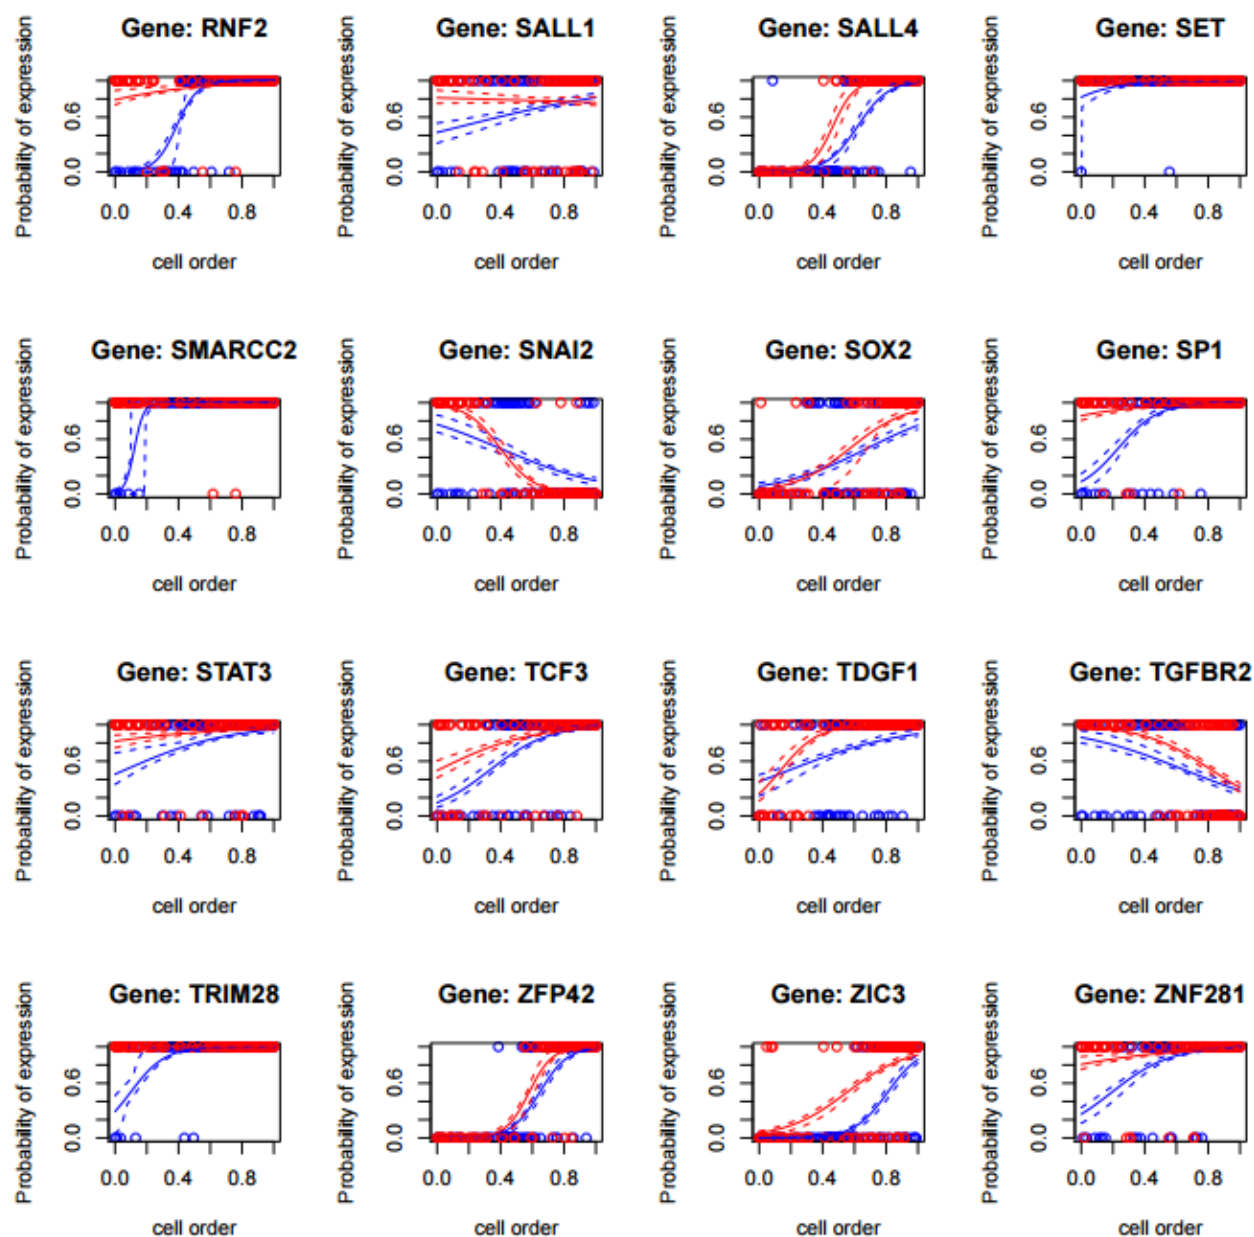 Gene: RNF2
Probability of expression
0.6
0.0
0.0 0.4 0.8
cell order
Gene: SALL1
Probability of expression
0.6
0.0
0.0 0.4 0.8
cell order
Gene: SALL4
Probability of expression
0.6
0.0
0.0 0.4 0.8
cell order
Gene: SET
Probability of expression
0.6
0.0
0.0 0.4 0.8
cell order
Gene: SMARCC2
Probability of expression
0.6
0.0
0.0 0.4 0.8
cell order
Gene: SNAI2
Probability of expression
0.6
0.0
0.0 0.4 0.8
cell order
Gene: SOX2
Probability of expression
0.6
0.0
0.0 0.4 0.8
cell order
Gene: SP1
Probability of expression
0.6
0.0
0.0 0.4 0.8
cell order
Gene: STAT3
Probability of expression
0.6
0.0
0.0 0.4 0.8
cell order
Gene: TCF3
Probability of expression
0.6
0.0
0.0 0.4 0.8
cell order
Gene: TDGF1
Probability of expression
0.6
0.0
0.0 0.4 0.8
cell order
Gene: TGFBR2
Probability of expression
0.6
0.0
0.0 0.4 0.8
cell order
Gene: TRIM28
Probability of expression
0.6
0.0
0.0 0.4 0.8
cell order
Gene: ZFP42
Probability of expression
0.6
0.0
0.0 0.4 0.8
cell order
Gene: ZIC3
Probability of expression
0.6
0.0
0.0 0.4 0.8
cell order
Gene: ZNF281
Probability of expression
0.6
0.0
0.0 0.4 0.8
cell order